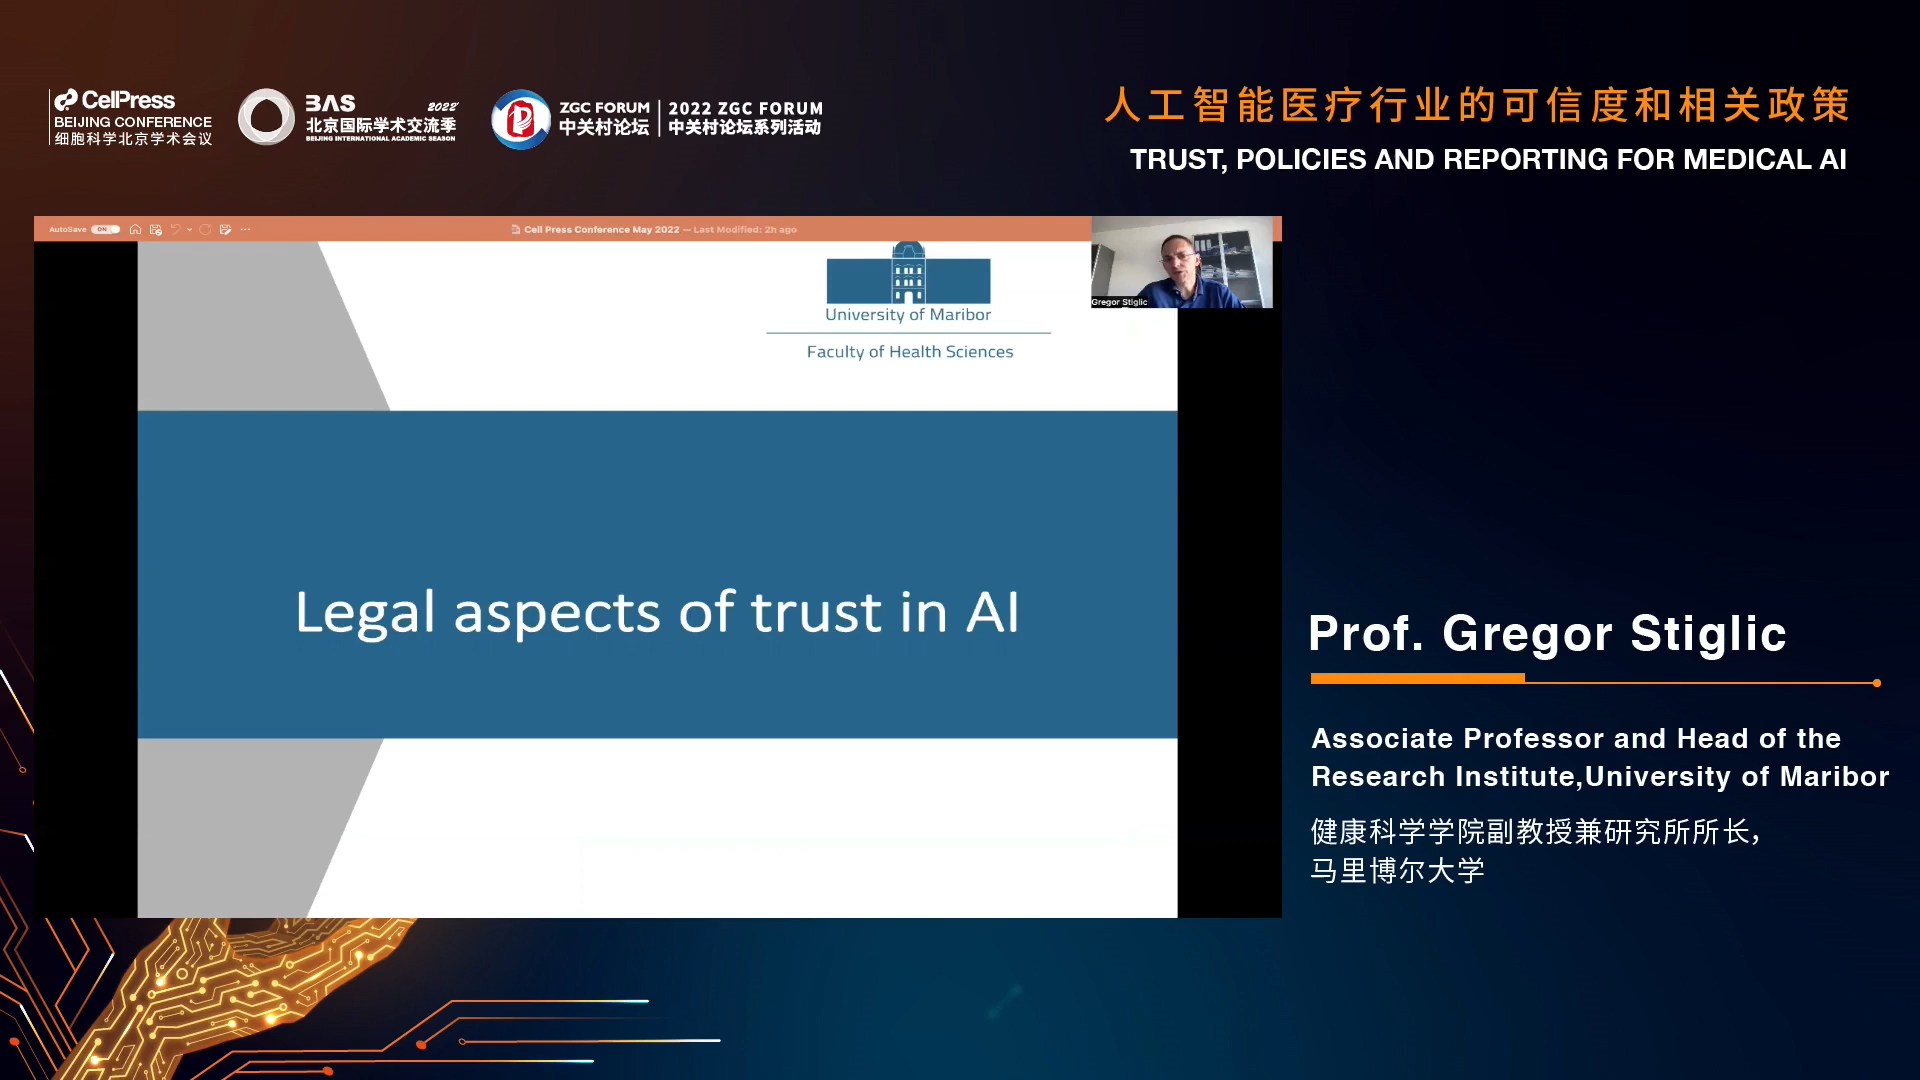 CellPress
BEIJING CONFERENCE
细胞科学北京学术会议
BAS 2022
北京国际学术交流季
BEIJING INTERNATIONAL ACADEMIC SEASON
ZGC FORUM
中关村论坛
2022 ZGC FORUM
中关村论坛系列活动
人工智能医疗行业的可信度和相关政策
TRUST, POLICIES AND REPORTING FOR MEDICAL AI
AutoSave ON
Cell Press Conference May 2022 — Last Modified: 2h ago
Gregor Stiglic
University of Maribor
Faculty of Health Sciences
Legal aspects of trust in AI
Prof. Gregor Stiglic
Associate Professor and Head of the
Research Institute,University of Maribor
健康科学学院副教授兼研究所所长，
马里博尔大学